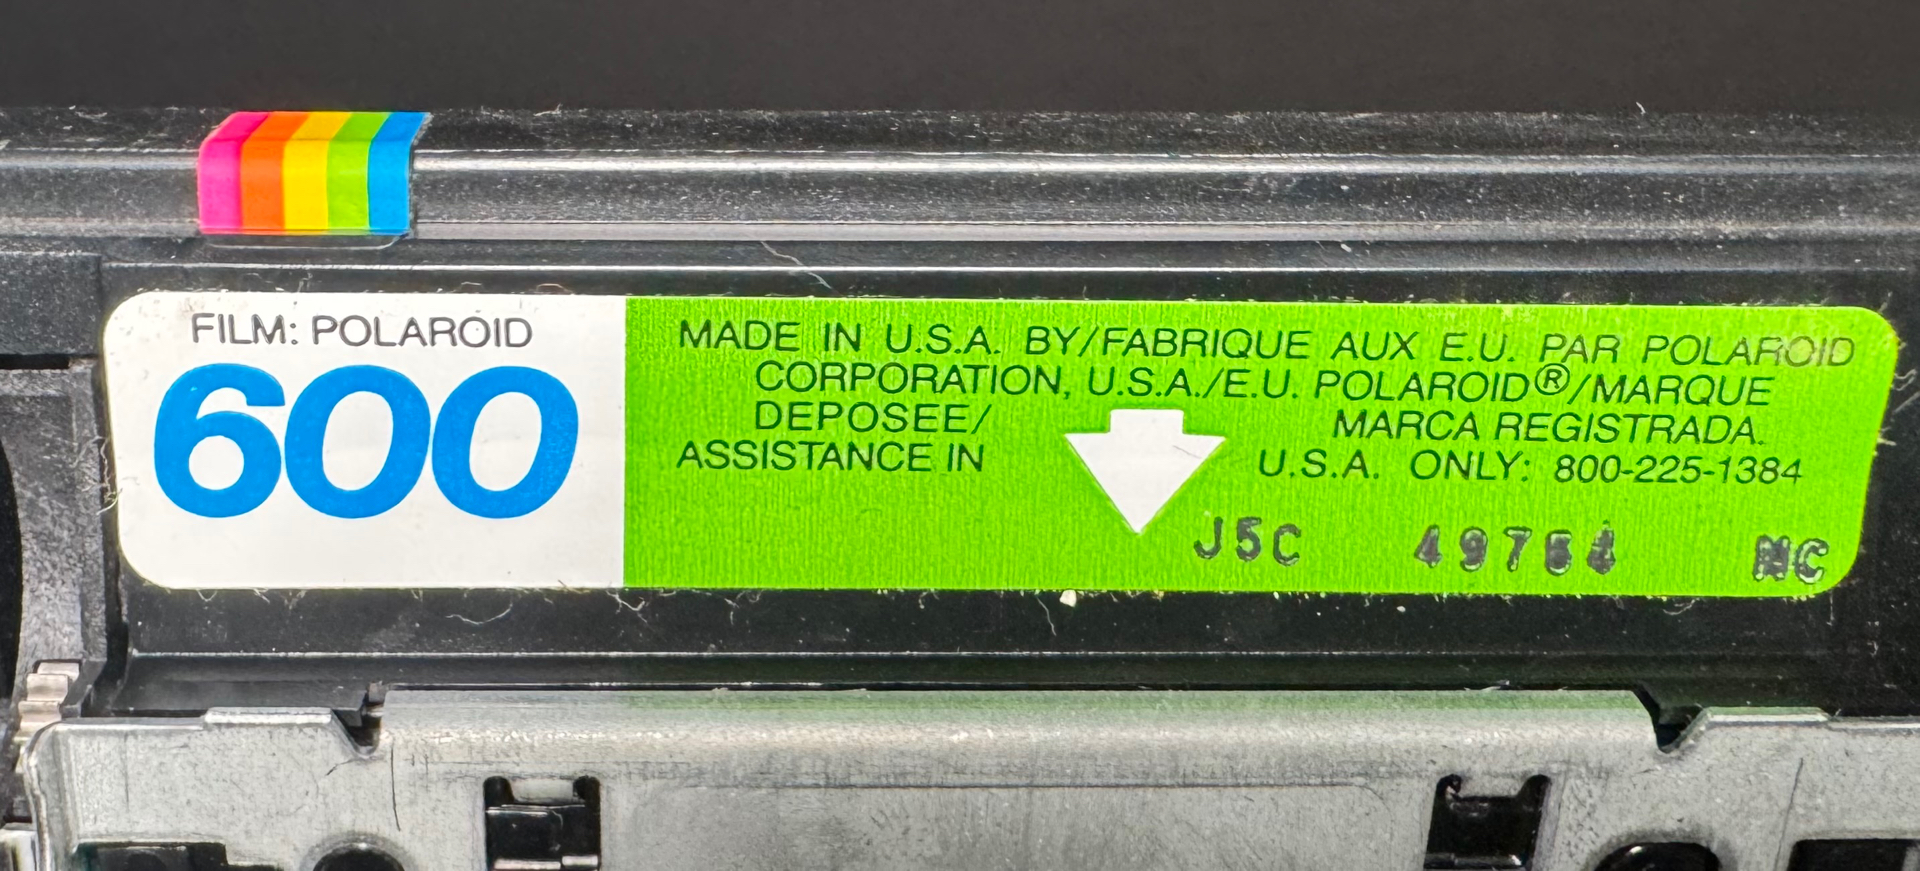 FILM: POLAROID
600
MADE IN U.S.A. BY/FABRIQUE AUX E.U. PAR POLAROID
CORPORATION, U.S.A./E.U. POLAROID®/MARQUE
DEPOSEE/ MARCA REGISTRADA.
ASSISTANCE IN U.S.A. ONLY: 800-225-1384
J5C NC